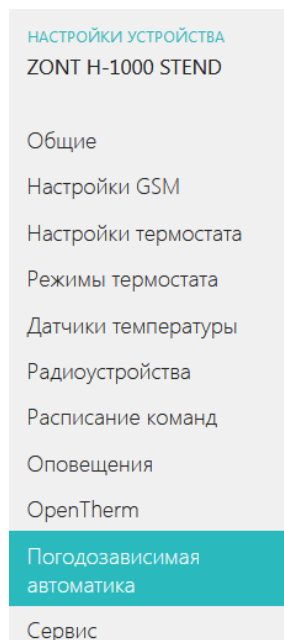 НАСТРОЙКИ УСТРОЙСТВА
ZONT H-1000 STEND
Общие
Настройки GSM
Настройки термостата
Режимы термостата
Датчики температуры
Радиоустройства
Расписание команд
Оповещения
OpenTherm
Погодозависимая
автоматика
Сервис